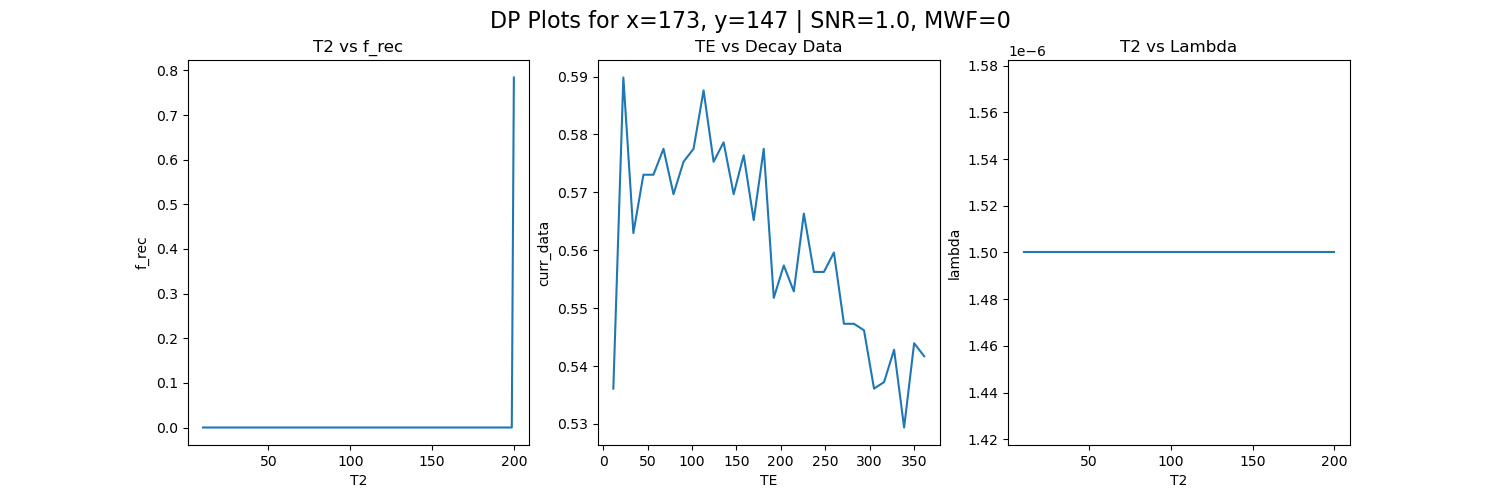 DP Plots for x=173, y=147 | SNR=1.0, MWF=0
T2 vs f_rec
0.8
0.7
0.6
0.5
0.4
0.3
0.2
0.1
0.0
f_rec
50 100 150 200
T2
TE vs Decay Data
0.59
0.58
0.57
0.56
0.55
0.54
0.53
curr_data
0 50 100 150 200 250 300 350
TE
T2 vs Lambda
1e−6
1.58
1.56
1.54
1.52
1.50
1.48
1.46
1.44
1.42
lambda
50 100 150 200
T2